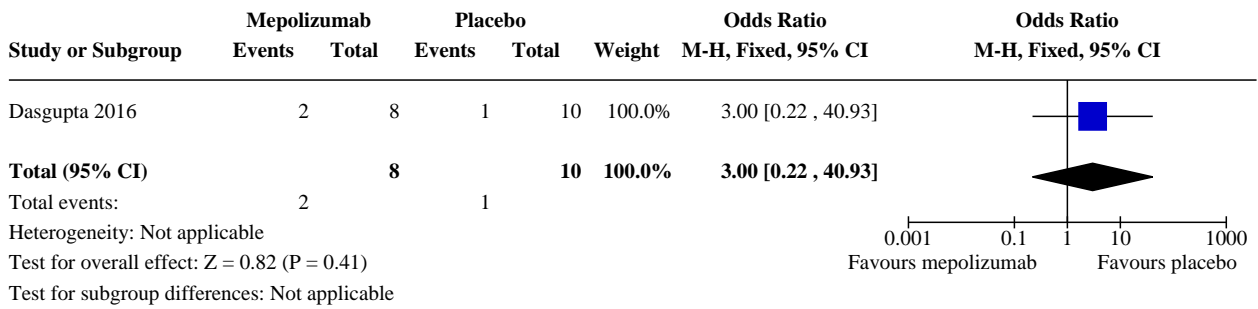 Mepolizumab Placebo Odds Ratio Odds Ratio
Study or Subgroup Events Total Events Total Weight M-H, Fixed, 95% CI M-H, Fixed, 95% CI
Dasgupta 2016 2 8 1 10 100.0% 3.00 [0.22 , 40.93]
Total (95% CI) 8 10 100.0% 3.00 [0.22 , 40.93]
Total events: 2 1
Heterogeneity: Not applicable 0.001 0.1 1 10 1000
Test for overall effect: Z = 0.82 (P = 0.41) Favours mepolizumab Favours placebo
Test for subgroup differences: Not applicable